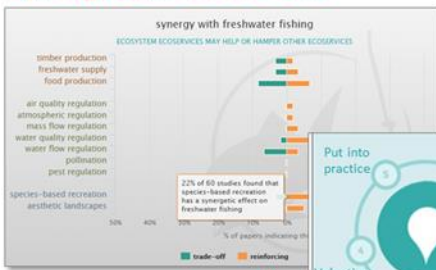 synergy with freshwater fishing
ECOSYSTEM ECOSERVICES MAY HELP OR HAMPER OTHER ECOSERVICES
timber production
freshwater supply
food production
air quality regulation
atmospheric regulation
mass flow regulation
water quality regulation
water flow regulation
pollination
pest regulation
species-based recreation
aesthetic landscapes
22% of 60 studies found that
species-based recreation
has a synergetic effect on
freshwater fishing
Put into
practice
5
4
50% 40% 30% 20% 10% 0%
% of papers indicating th
trade-off reinforcing